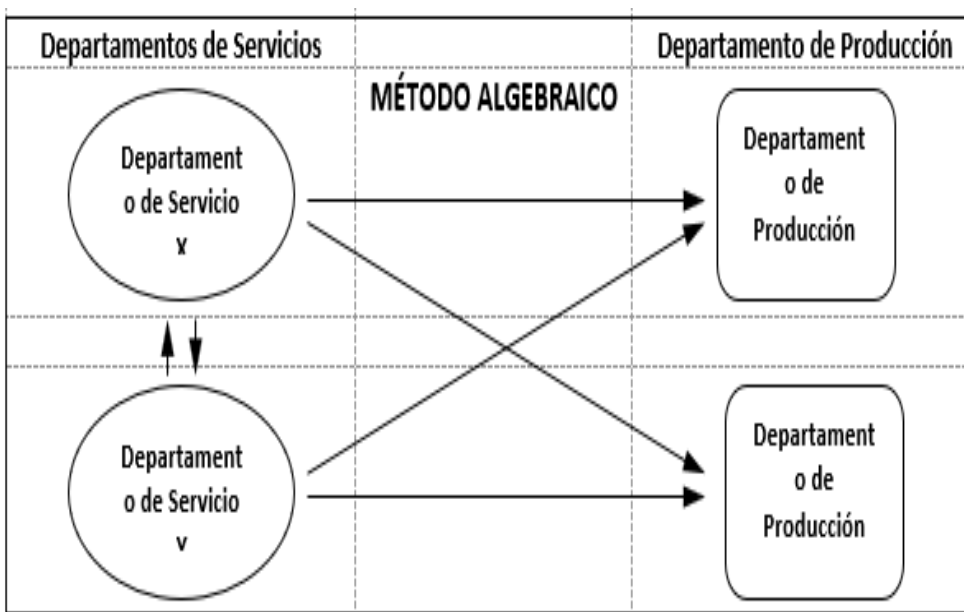 Departamentos de Servicios
Departamento de Producción
MÉTODO ALGEBRAICO
Departament
o de Servicio
X
Departament
o de
Producción
Departament
o de Servicio
Departament
o de
Producción